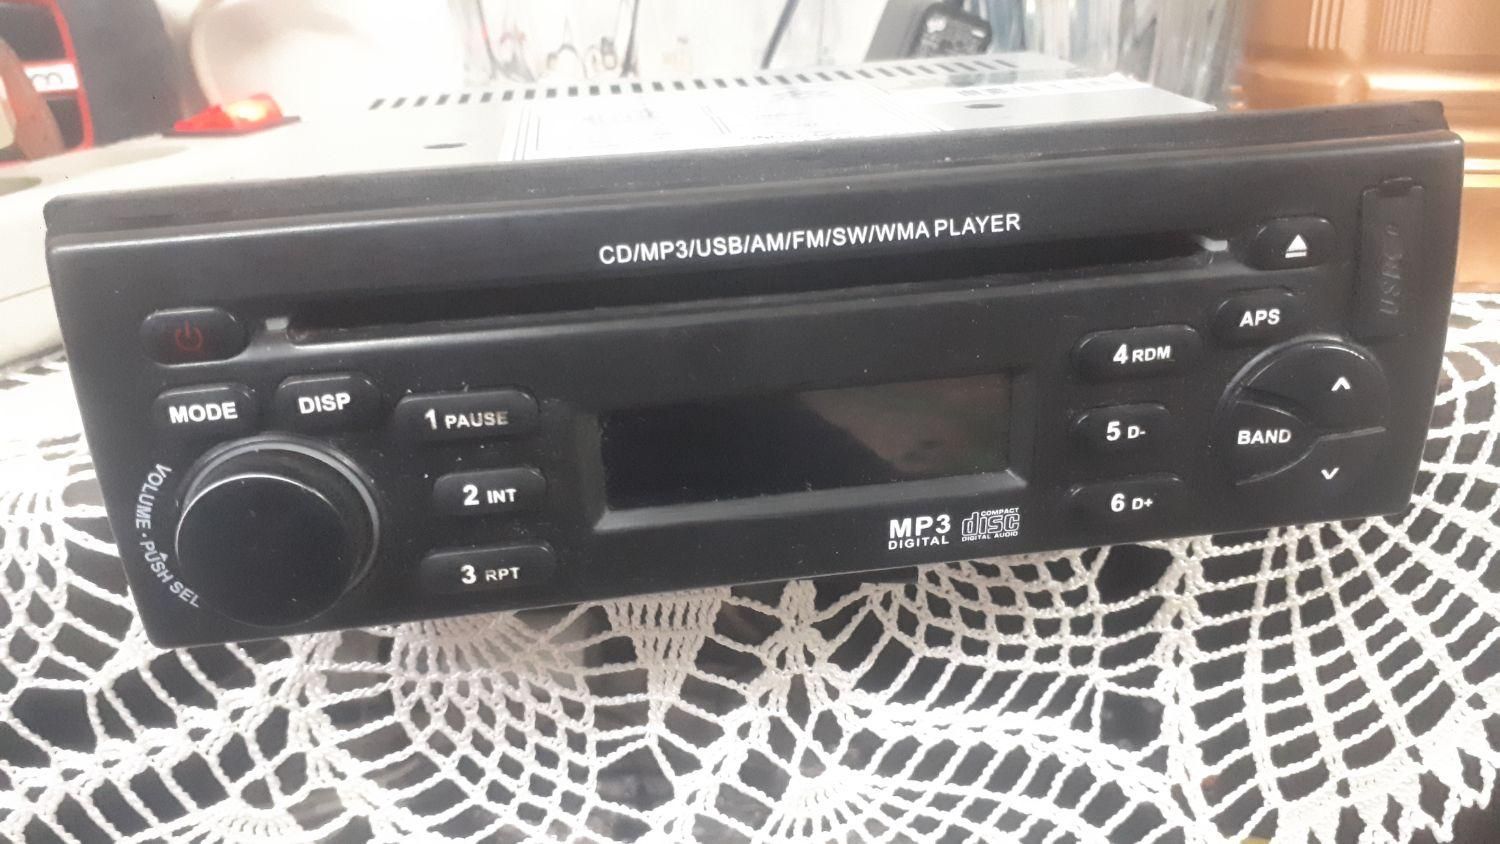 CD/MP3/USB/AM/FM/SW/WMA PLAYER
APS
MODE
DISP
1 PAUSE
4 RDM
2 INT
5 D-
BAND
3 RPT
6 D+
VOLUME · PUSH SEL
MP3
DIGITAL
COMPACT
disc
DIGITAL AUDIO
USB